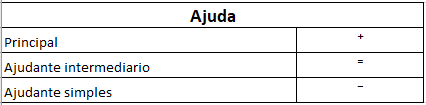 Ajuda
Principal +
Ajudante intermediario =
Ajudante simples −